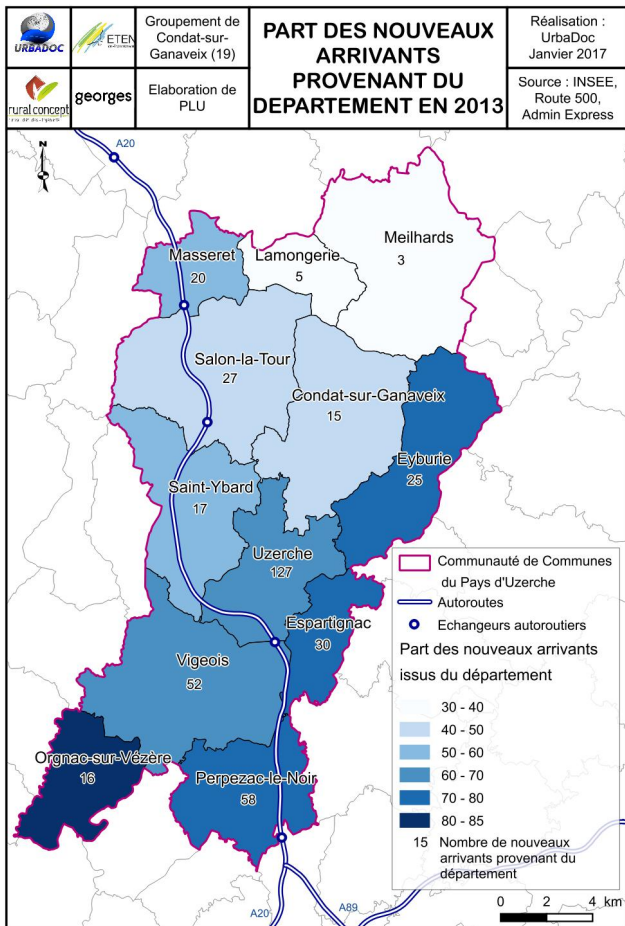 URBADOC
ETEN
Groupement de
Condat-sur-
Ganaveix (19)
rural concept
georges
Elaboration de
PLU
PART DES NOUVEAUX
ARRIVANTS
PROVENANT DU
DEPARTEMENT EN 2013
Réalisation :
UrbaDoc
Janvier 2017
Source : INSEE,
Route 500,
Admin Express
N
A20
Meilhards
3
Lamongerie
5
Masseret
20
Salon-la-Tour
27
Condat-sur-Ganaveix
15
Eyburie
25
Saint-Ybard
17
Uzerche
127
Espartignac
30
Vigeois
52
Orgnac-sur-Vézère
16
Perpezac-le-Noir
58
Communauté de Communes
du Pays d'Uzerche
Autoroutes
Echangeurs autoroutiers
Part des nouveaux arrivants
issus du département
30 - 40
40 - 50
50 - 60
60 - 70
70 - 80
80 - 85
15 Nombre de nouveaux
arrivants provenant du
département
A20
A89
0 2 4 km